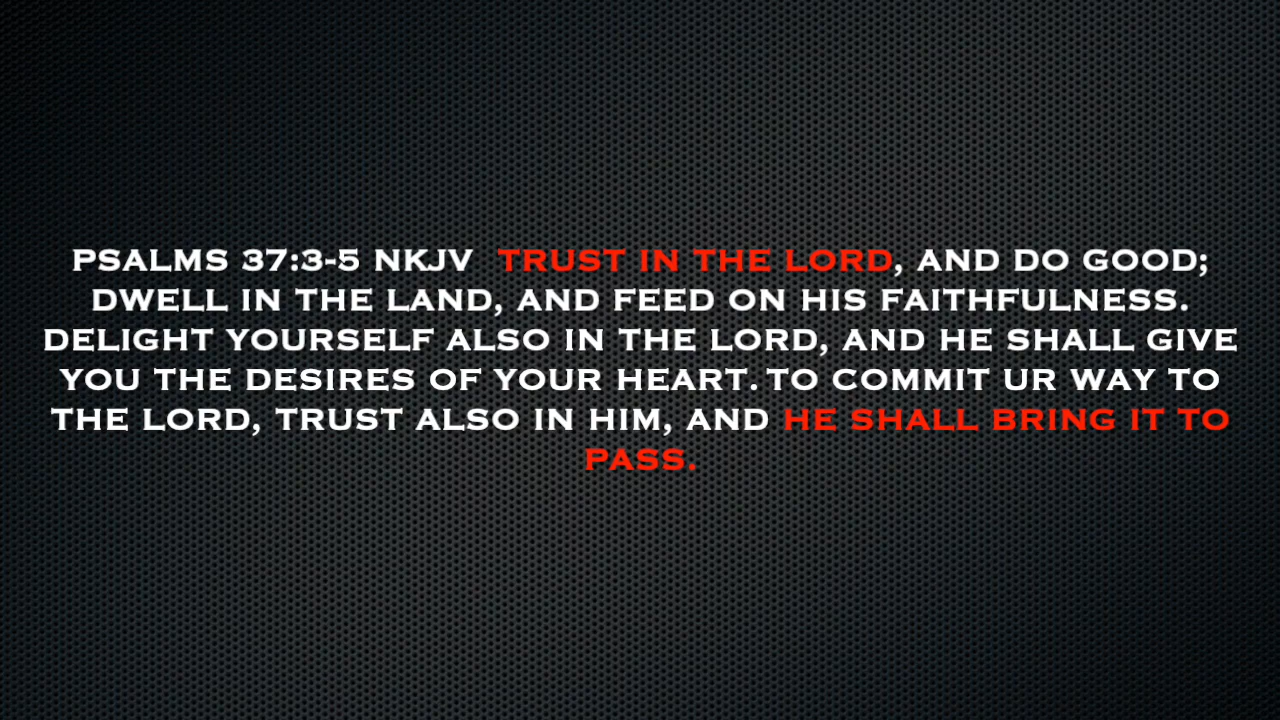 PSALMS 37:3-5 NKJV TRUST IN THE LORD, AND DO GOOD;
DWELL IN THE LAND, AND FEED ON HIS FAITHFULNESS.
DELIGHT YOURSELF ALSO IN THE LORD, AND HE SHALL GIVE
YOU THE DESIRES OF YOUR HEART. TO COMMIT UR WAY TO
THE LORD, TRUST ALSO IN HIM, AND HE SHALL BRING IT TO
PASS.